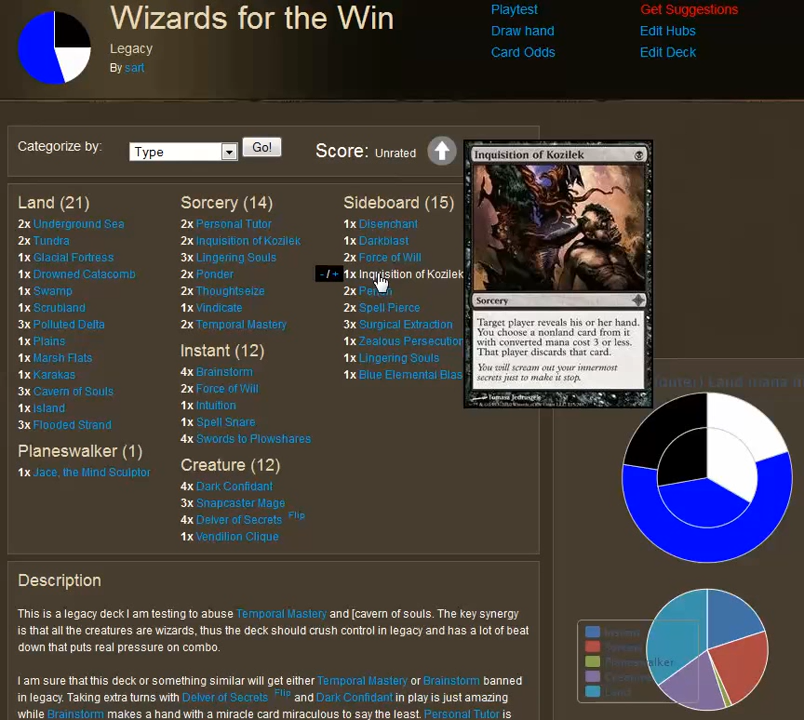 Wizards for the Win
Legacy
By sart
Playtest
Draw hand
Card Odds
Get Suggestions
Edit Hubs
Edit Deck
Categorize by:
Type
Go!
Score: Unrated
Land (21)
2x Underground Sea
2x Tundra
1x Glacial Fortress
1x Drowned Catacomb
1x Swamp
1x Scrubland
3x Polluted Delta
1x Plains
1x Marsh Flats
1x Karakas
3x Cavern of Souls
1x Island
3x Flooded Strand
Planeswalker (1)
1x Jace, the Mind Sculptor
Sorcery (14)
2x Personal Tutor
2x Inquisition of Kozilek
3x Lingering Souls
2x Ponder
2x Thoughtseize
1x Vindicate
2x Temporal Mastery
Instant (12)
4x Brainstorm
2x Force of Will
1x Intuition
1x Spell Snare
4x Swords to Plowshares
Creature (12)
4x Dark Confidant
3x Snapcaster Mage
4x Delver of Secrets Flip
1x Vendilion Clique
Sideboard (15)
1x Disenchant
1x Darkblast
2x Force of Will
- / + 1x Inquisition of Kozilek
2x
2x Spell Pierce
3x Surgical Extraction
1x Zealous Persecution
1x Lingering Souls
1x Blue Elemental Blas
Inquisition of Kozilek
Sorcery
Target player reveals his or her hand.
You choose a nonland card from it
with converted mana cost 3 or less.
That player discards that card.
You will scream out your innermost
secrets just to make it stop.
Land mana
Planeswalker
Land
Description
This is a legacy deck I am testing to abuse Temporal Mastery and [cavern of souls. The key synergy
is that all the creatures are wizards, thus the deck should crush control in legacy and has a lot of beat
down that puts real pressure on combo.
I am sure that this deck or something similar will get either Temporal Mastery or Brainstorm banned
in legacy. Taking extra turns with Delver of Secrets Flip and Dark Confidant in play is just amazing
while Brainstorm makes a hand with a miracle card miraculous to say the least. Personal Tutor is